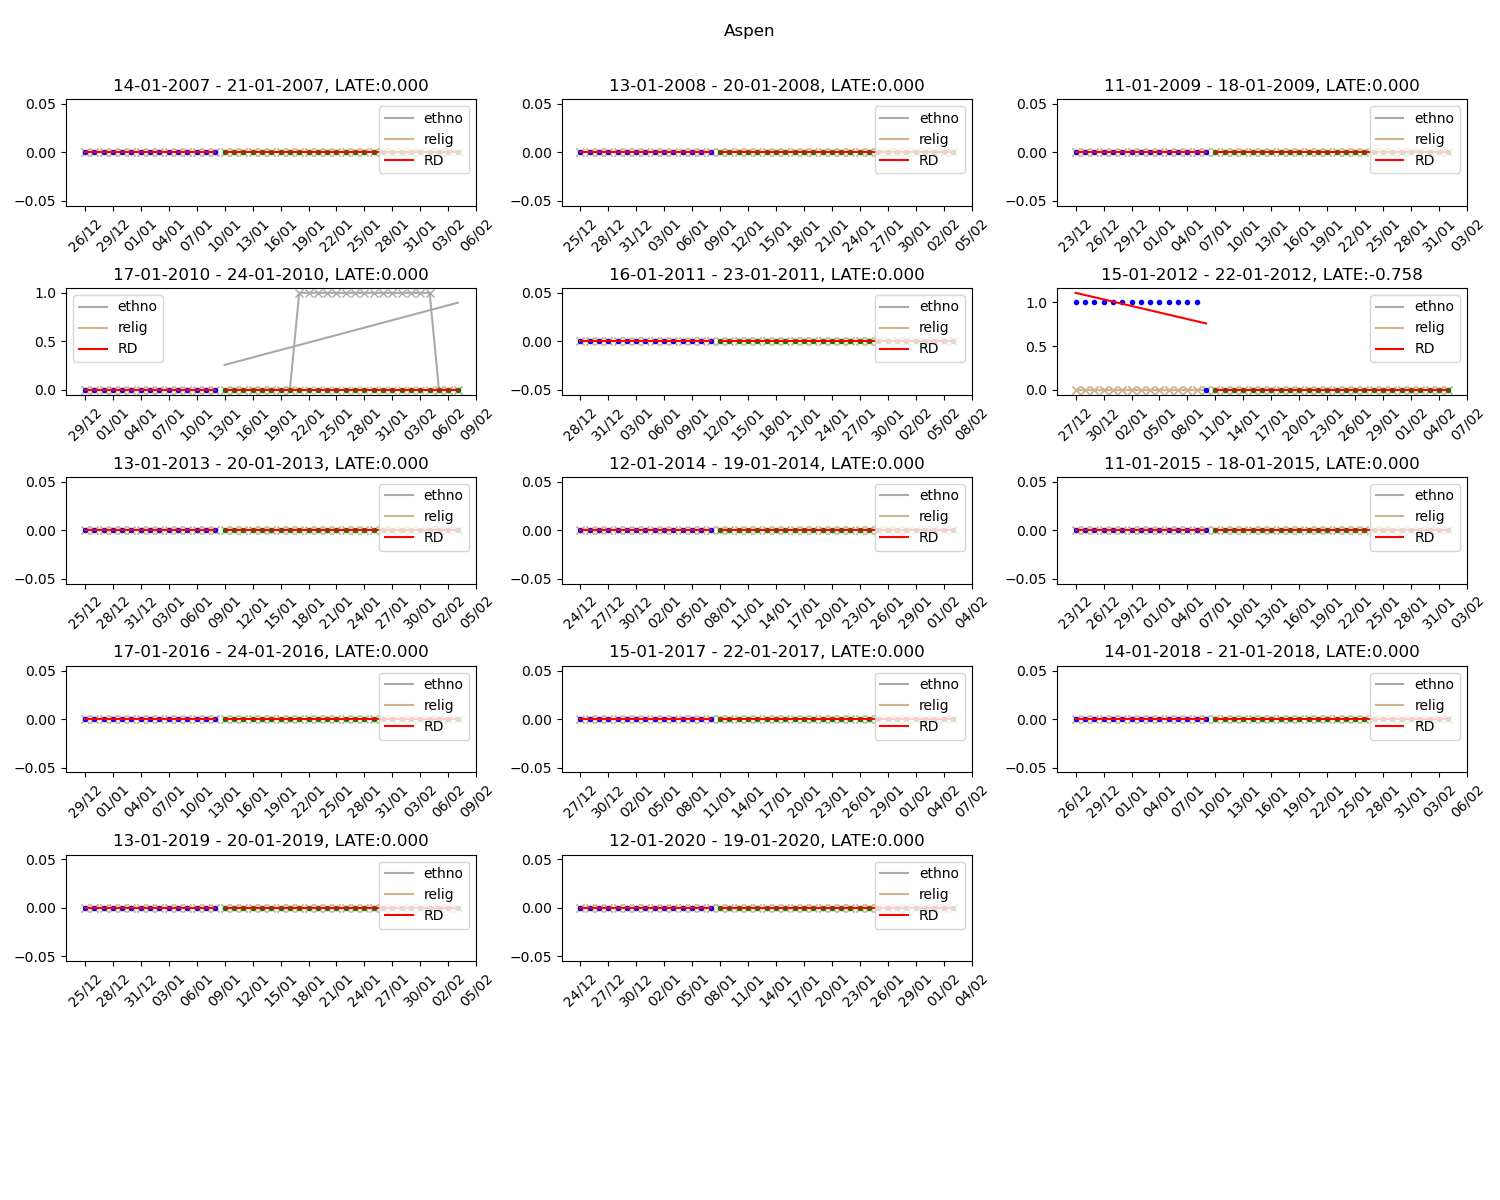 Aspen
14-01-2007 - 21-01-2007, LATE:0.000
0.05
0.00
−0.05
ethno
relig
RD
26/12 29/12 01/01 04/01 07/01 10/01 13/01 16/01 19/01 22/01 25/01 28/01 31/01 03/02 06/02
13-01-2008 - 20-01-2008, LATE:0.000
0.05
0.00
−0.05
ethno
relig
RD
25/12 28/12 31/12 03/01 06/01 09/01 12/01 15/01 18/01 21/01 24/01 27/01 30/01 02/02 05/02
11-01-2009 - 18-01-2009, LATE:0.000
0.05
0.00
−0.05
ethno
relig
RD
23/12 26/12 29/12 01/01 04/01 07/01 10/01 13/01 16/01 19/01 22/01 25/01 28/01 31/01 03/02
17-01-2010 - 24-01-2010, LATE:0.000
1.0
0.5
0.0
ethno
relig
RD
29/12 01/01 04/01 07/01 10/01 13/01 16/01 19/01 22/01 25/01 28/01 31/01 03/02 06/02 09/02
16-01-2011 - 23-01-2011, LATE:0.000
0.05
0.00
−0.05
ethno
relig
RD
28/12 31/12 03/01 06/01 09/01 12/01 15/01 18/01 21/01 24/01 27/01 30/01 02/02 05/02 08/02
15-01-2012 - 22-01-2012, LATE:-0.758
1.0
0.5
0.0
ethno
relig
RD
27/12 30/12 02/01 05/01 08/01 11/01 14/01 17/01 20/01 23/01 26/01 29/01 01/02 04/02 07/02
13-01-2013 - 20-01-2013, LATE:0.000
0.05
0.00
−0.05
ethno
relig
RD
25/12 28/12 31/12 03/01 06/01 09/01 12/01 15/01 18/01 21/01 24/01 27/01 30/01 02/02 05/02
12-01-2014 - 19-01-2014, LATE:0.000
0.05
0.00
−0.05
ethno
relig
RD
24/12 27/12 30/12 02/01 05/01 08/01 11/01 14/01 17/01 20/01 23/01 26/01 29/01 01/02 04/02
11-01-2015 - 18-01-2015, LATE:0.000
0.05
0.00
−0.05
ethno
relig
RD
23/12 26/12 29/12 01/01 04/01 07/01 10/01 13/01 16/01 19/01 22/01 25/01 28/01 31/01 03/02
17-01-2016 - 24-01-2016, LATE:0.000
0.05
0.00
−0.05
ethno
relig
RD
29/12 01/01 04/01 07/01 10/01 13/01 16/01 19/01 22/01 25/01 28/01 31/01 03/02 06/02 09/02
15-01-2017 - 22-01-2017, LATE:0.000
0.05
0.00
−0.05
ethno
relig
RD
27/12 30/12 02/01 05/01 08/01 11/01 14/01 17/01 20/01 23/01 26/01 29/01 01/02 04/02 07/02
14-01-2018 - 21-01-2018, LATE:0.000
0.05
0.00
−0.05
ethno
relig
RD
26/12 29/12 01/01 04/01 07/01 10/01 13/01 16/01 19/01 22/01 25/01 28/01 31/01 03/02 06/02
13-01-2019 - 20-01-2019, LATE:0.000
0.05
0.00
−0.05
ethno
relig
RD
25/12 28/12 31/12 03/01 06/01 09/01 12/01 15/01 18/01 21/01 24/01 27/01 30/01 02/02 05/02
12-01-2020 - 19-01-2020, LATE:0.000
0.05
0.00
−0.05
ethno
relig
RD
24/12 27/12 30/12 02/01 05/01 08/01 11/01 14/01 17/01 20/01 23/01 26/01 29/01 01/02 04/02